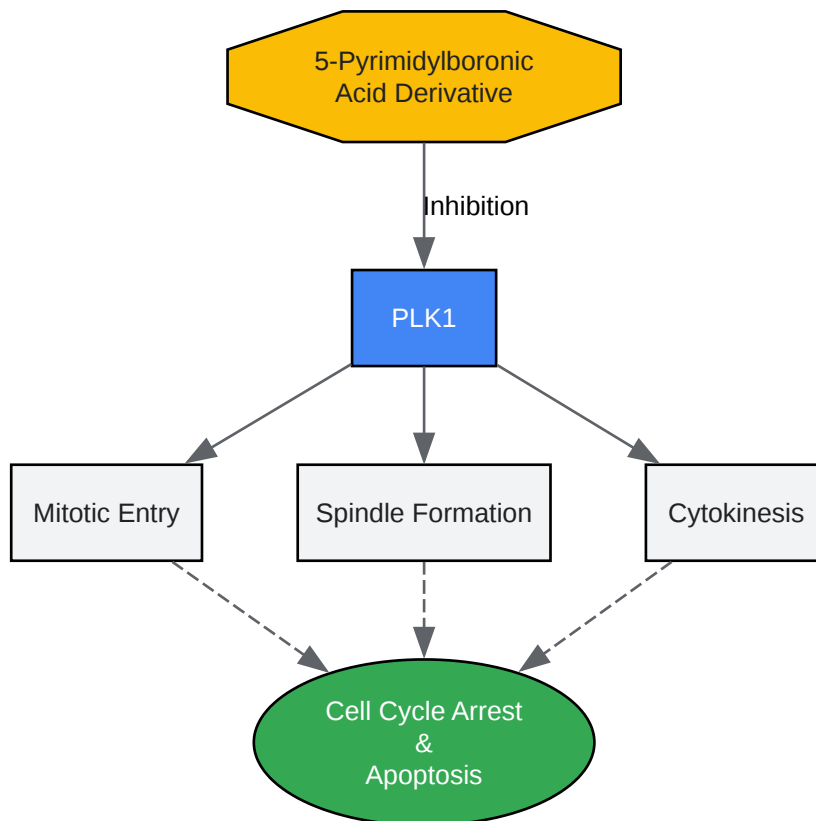 5-Pyrimidylboronic
Acid Derivative
Inhibition
PLK1
Mitotic Entry
Spindle Formation
Cytokinesis
Cell Cycle Arrest
&
Apoptosis